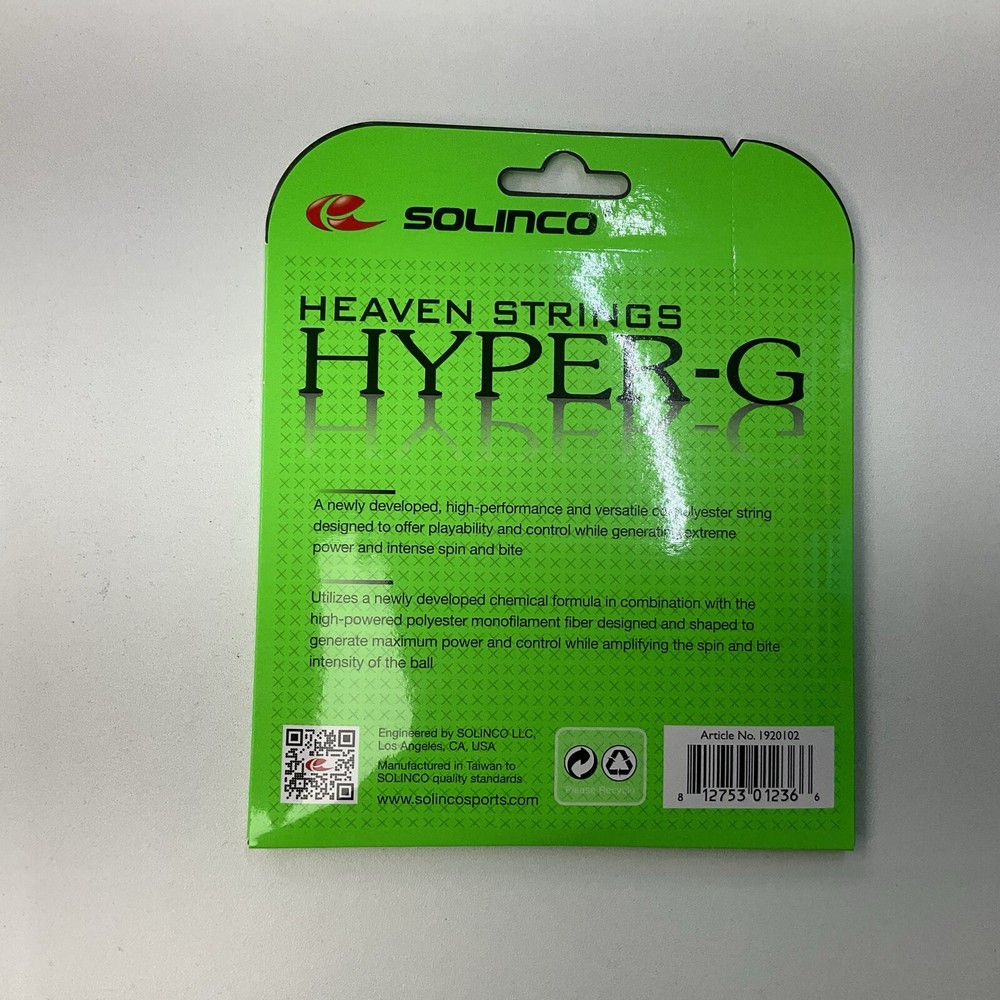 SOLINCO
HEAVEN STRINGS
HYPER-G
A newly developed, high-performance and versatile co-polyester string
designed to offer playability and control while generating extreme
power and intense spin and bite
Utilizes a newly developed chemical formula in combination with the
high-powered polyester monofilament fiber designed and shaped to
generate maximum power and control while amplifying the spin and bite
intensity of the ball
Engineered by SOLINCO LLC,
Los Angeles, CA, USA
Manufactured in Taiwan to
SOLINCO quality standards
www.solincosports.com
Please Recycle
Article No. 1920102
8 12753 01236 6